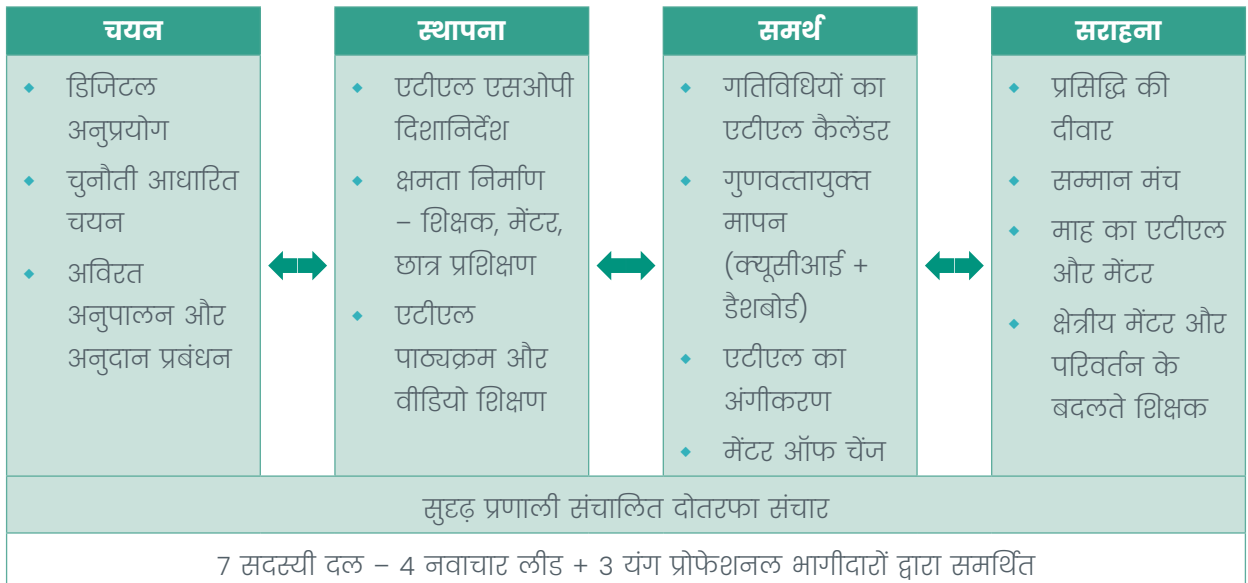 चयन
डिजिटल
अनुप्रयोग
चुनौती आधारित
चयन
अविरत
अनुपालन और
अनुदान प्रबंधन
स्थापना
एटीएल एसओपी
दिशानिर्देश
क्षमता निर्माण
– शिक्षक, मेंटर,
छात्र प्रशिक्षण
एटीएल
पाठ्यक्रम और
वीडियो शिक्षण
समर्थ
गतिविधियों का
एटीएल कैलेंडर
गुणवत्तायुक्त
मापन
(क्यूसीआई +
डैशबोर्ड)
एटीएल का
अंगीकरण
मेंटर ऑफ चेंज
सराहना
प्रसिद्धि की
दीवार
सम्मान मंच
माह का एटीएल
और मेंटर
क्षेत्रीय मेंटर और
परिवर्तन के
बदलते शिक्षक
सुदृढ़ प्रणाली संचालित दोतरफा संचार
7 सदस्यी दल – 4 नवाचार लीड + 3 यंग प्रोफेशनल भागीदारों द्वारा समर्थित